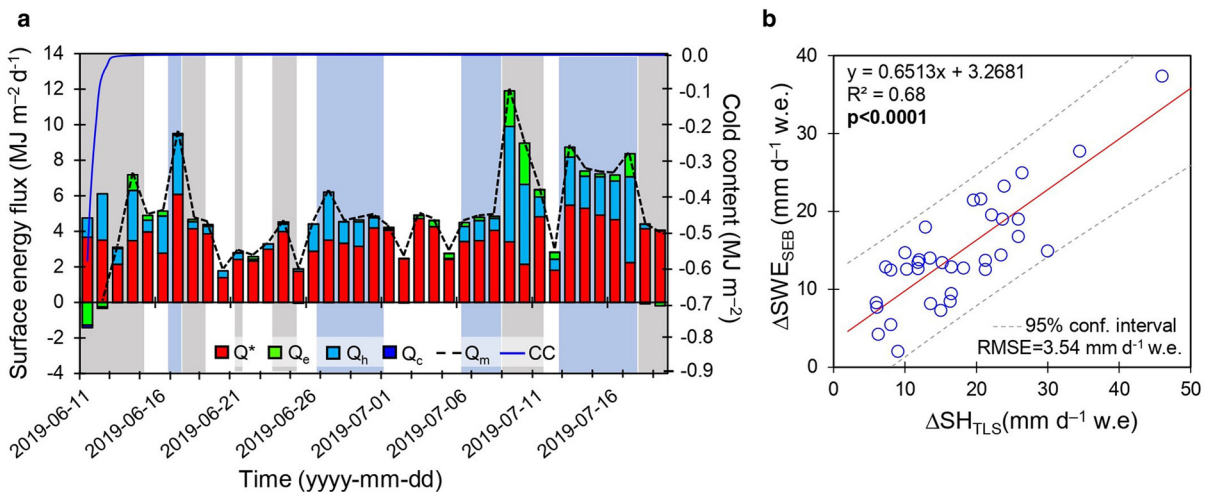 a
Surface energy flux (MJ m⁻² d⁻¹)
14
12
10
8
6
4
2
0
-2
-4
Q*
Qₑ
Qₕ
Q꜀
Qₘ
CC
0.0
-0.1
-0.2
-0.3
-0.4
-0.5
-0.6
-0.7
-0.8
-0.9
Cold content (MJ m⁻²)
2019-06-11
2019-06-16
2019-06-21
2019-06-26
2019-07-01
2019-07-06
2019-07-11
2019-07-16
Time (yyyy-mm-dd)
b
ΔSWE_SEB (mm d⁻¹ w.e.)
40
30
20
10
0
y = 0.6513x + 3.2681
R² = 0.68
p<0.0001
95% conf. interval
RMSE=3.54 mm d⁻¹ w.e.
10
20
30
40
50
ΔSH_TLS(mm d⁻¹ w.e)